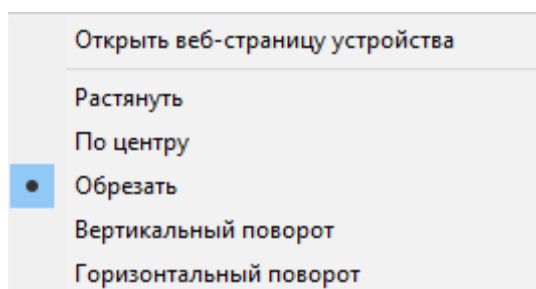 Открыть веб-страницу устройства
Растянуть
По центру
Обрезать
Вертикальный поворот
Горизонтальный поворот